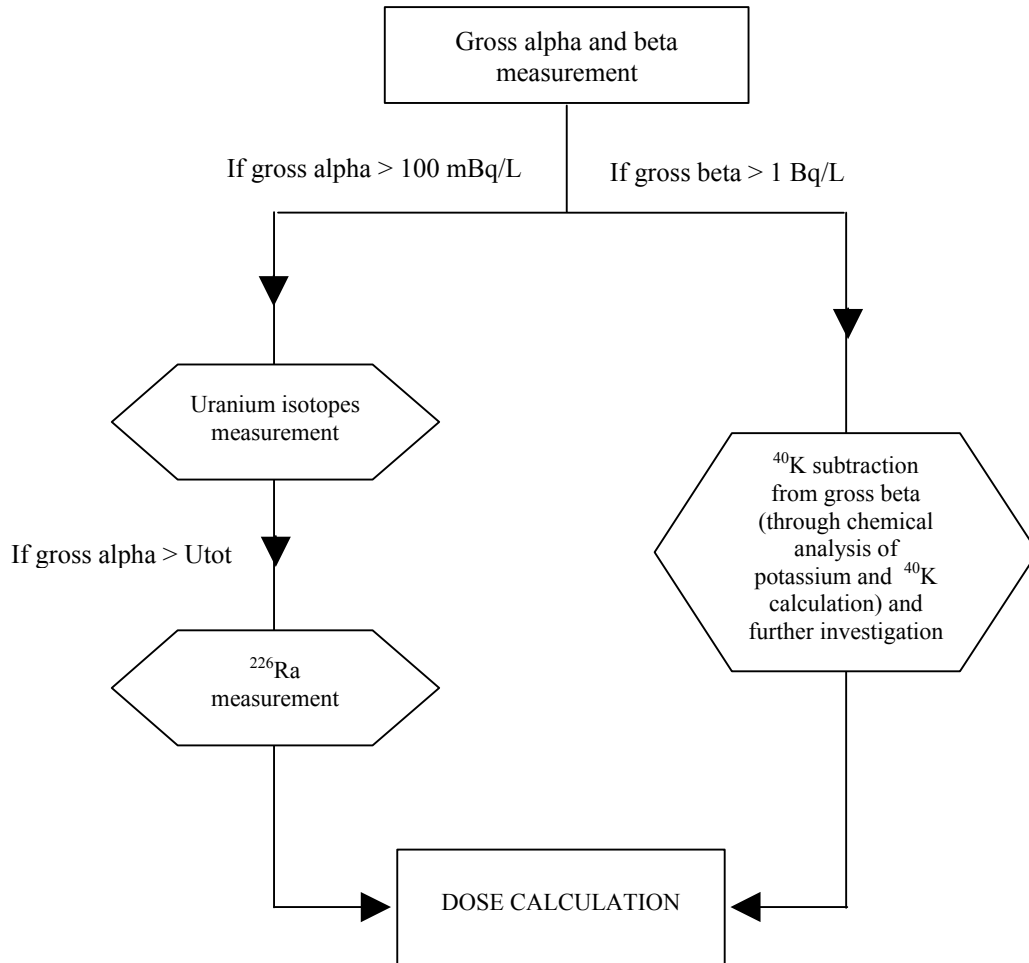 Gross alpha and beta
measurement
If gross alpha > 100 mBq/L
If gross beta > 1 Bq/L
Uranium isotopes
measurement
If gross alpha > Utot
²²⁶Ra
measurement
⁴⁰K subtraction
from gross beta
(through chemical
analysis of
potassium and ⁴⁰K
calculation) and
further investigation
DOSE CALCULATION